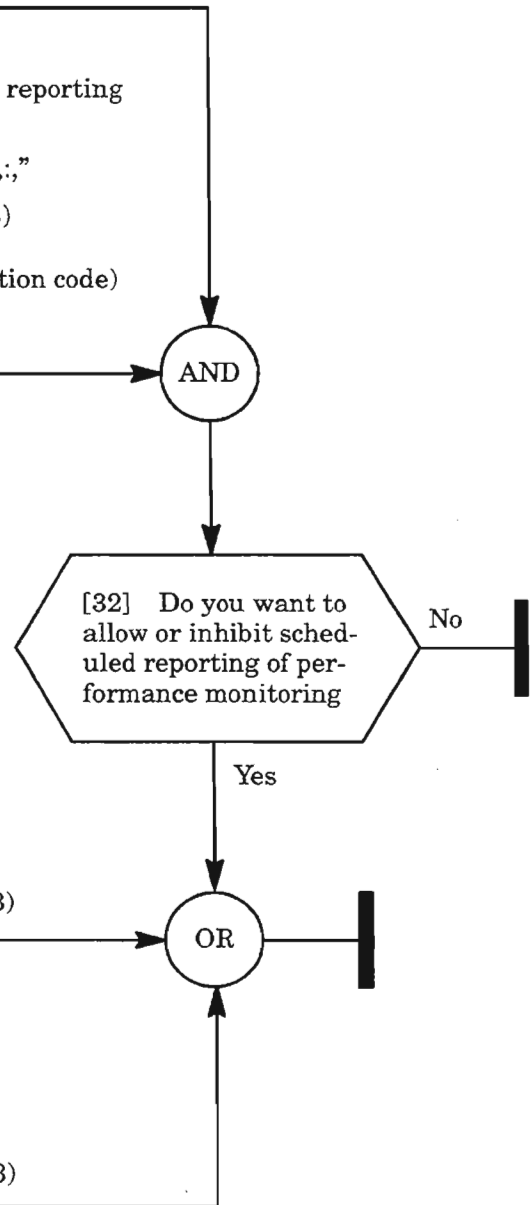 reporting
,:,”
)
tion code)
AND
[32] Do you want to
allow or inhibit sched-
uled reporting of per-
formance monitoring
No
Yes
3)
OR
3)